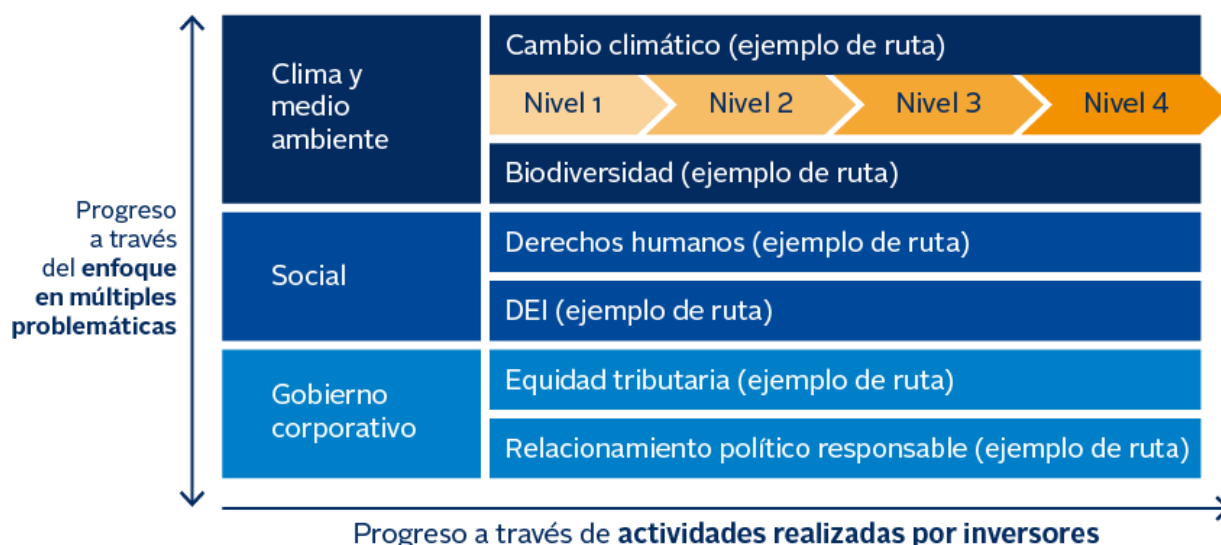 Progreso
a través
del enfoque
en múltiples
problemáticas
Clima y
medio
ambiente
Cambio climático (ejemplo de ruta)
Nivel 1
Nivel 2
Nivel 3
Nivel 4
Biodiversidad (ejemplo de ruta)
Social
Derechos humanos (ejemplo de ruta)
DEI (ejemplo de ruta)
Gobierno
corporativo
Equidad tributaria (ejemplo de ruta)
Relacionamiento político responsable (ejemplo de ruta)
Progreso a través de actividades realizadas por inversores